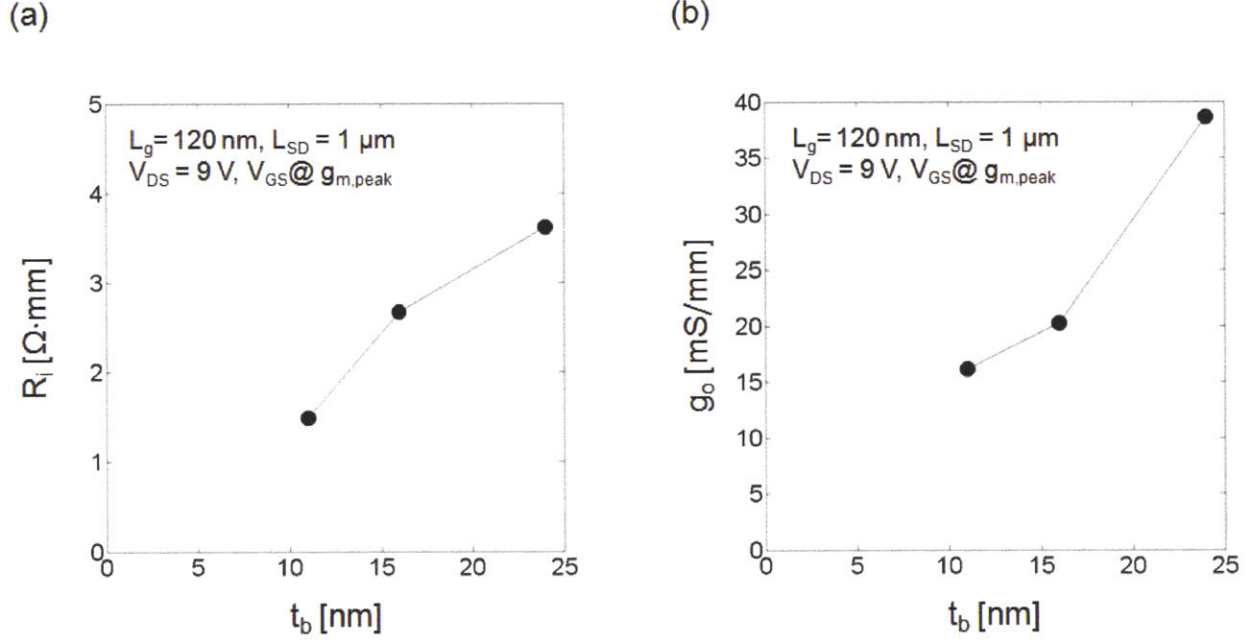 (a)
L_g = 120 nm, L_SD = 1 µm
V_DS = 9 V, V_GS@ g_m,peak
5
4
3
2
1
0
R_i [Ω·mm]
0 5 10 15 20 25
t_b [nm]
(b)
L_g = 120 nm, L_SD = 1 µm
V_DS = 9 V, V_GS@ g_m,peak
40
35
30
25
20
15
10
5
0
g_o [mS/mm]
0 5 10 15 20 25
t_b [nm]